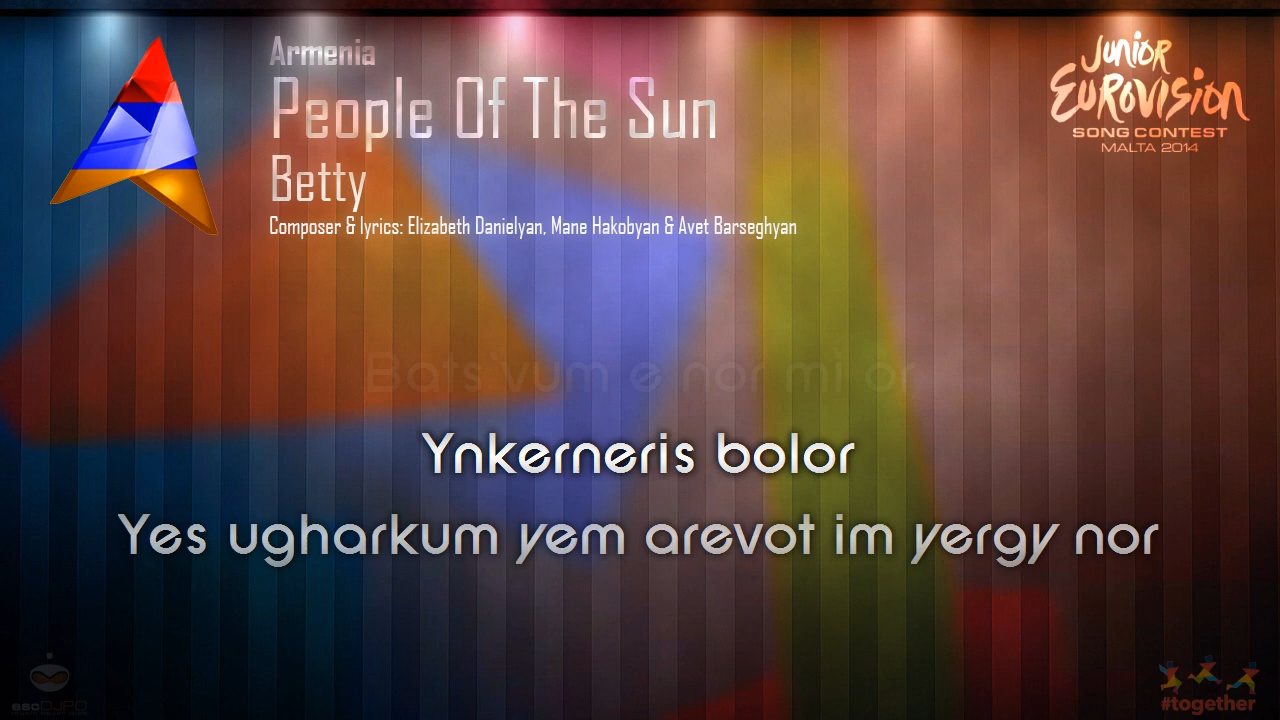 Armenia
People Of The Sun
Betty
Composer & lyrics: Elizabeth Danielyan, Mane Hakobyan & Avet Barseghyan
Junior
Eurovision
SONG CONTEST
MALTA 2014
Bats`vum e nor mi or
Ynkerneris bolor
Yes ugharkum yem arevot im yergy nor
escDJPD
#together